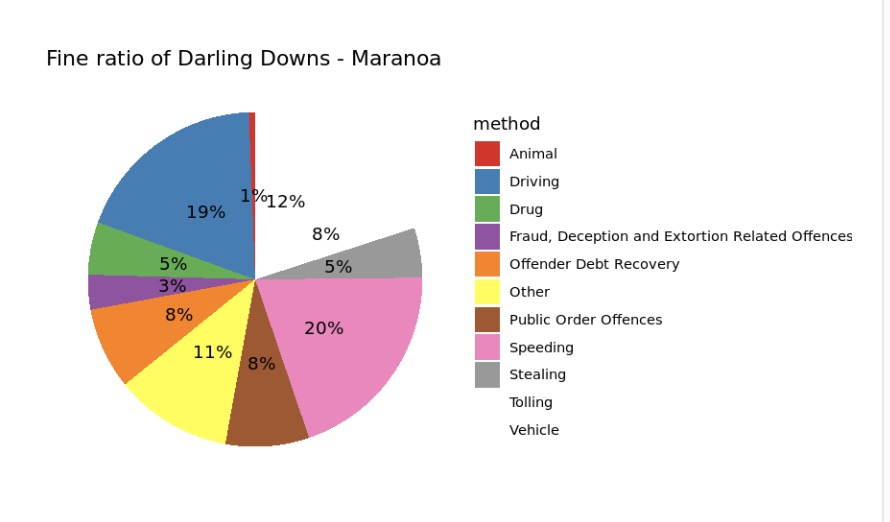 Fine ratio of Darling Downs - Maranoa
method
Animal
Driving
Drug
Fraud, Deception and Extortion Related Offences
Offender Debt Recovery
Other
Public Order Offences
Speeding
Stealing
Tolling
Vehicle
1%
12%
19%
8%
5%
5%
3%
8%
20%
11%
8%